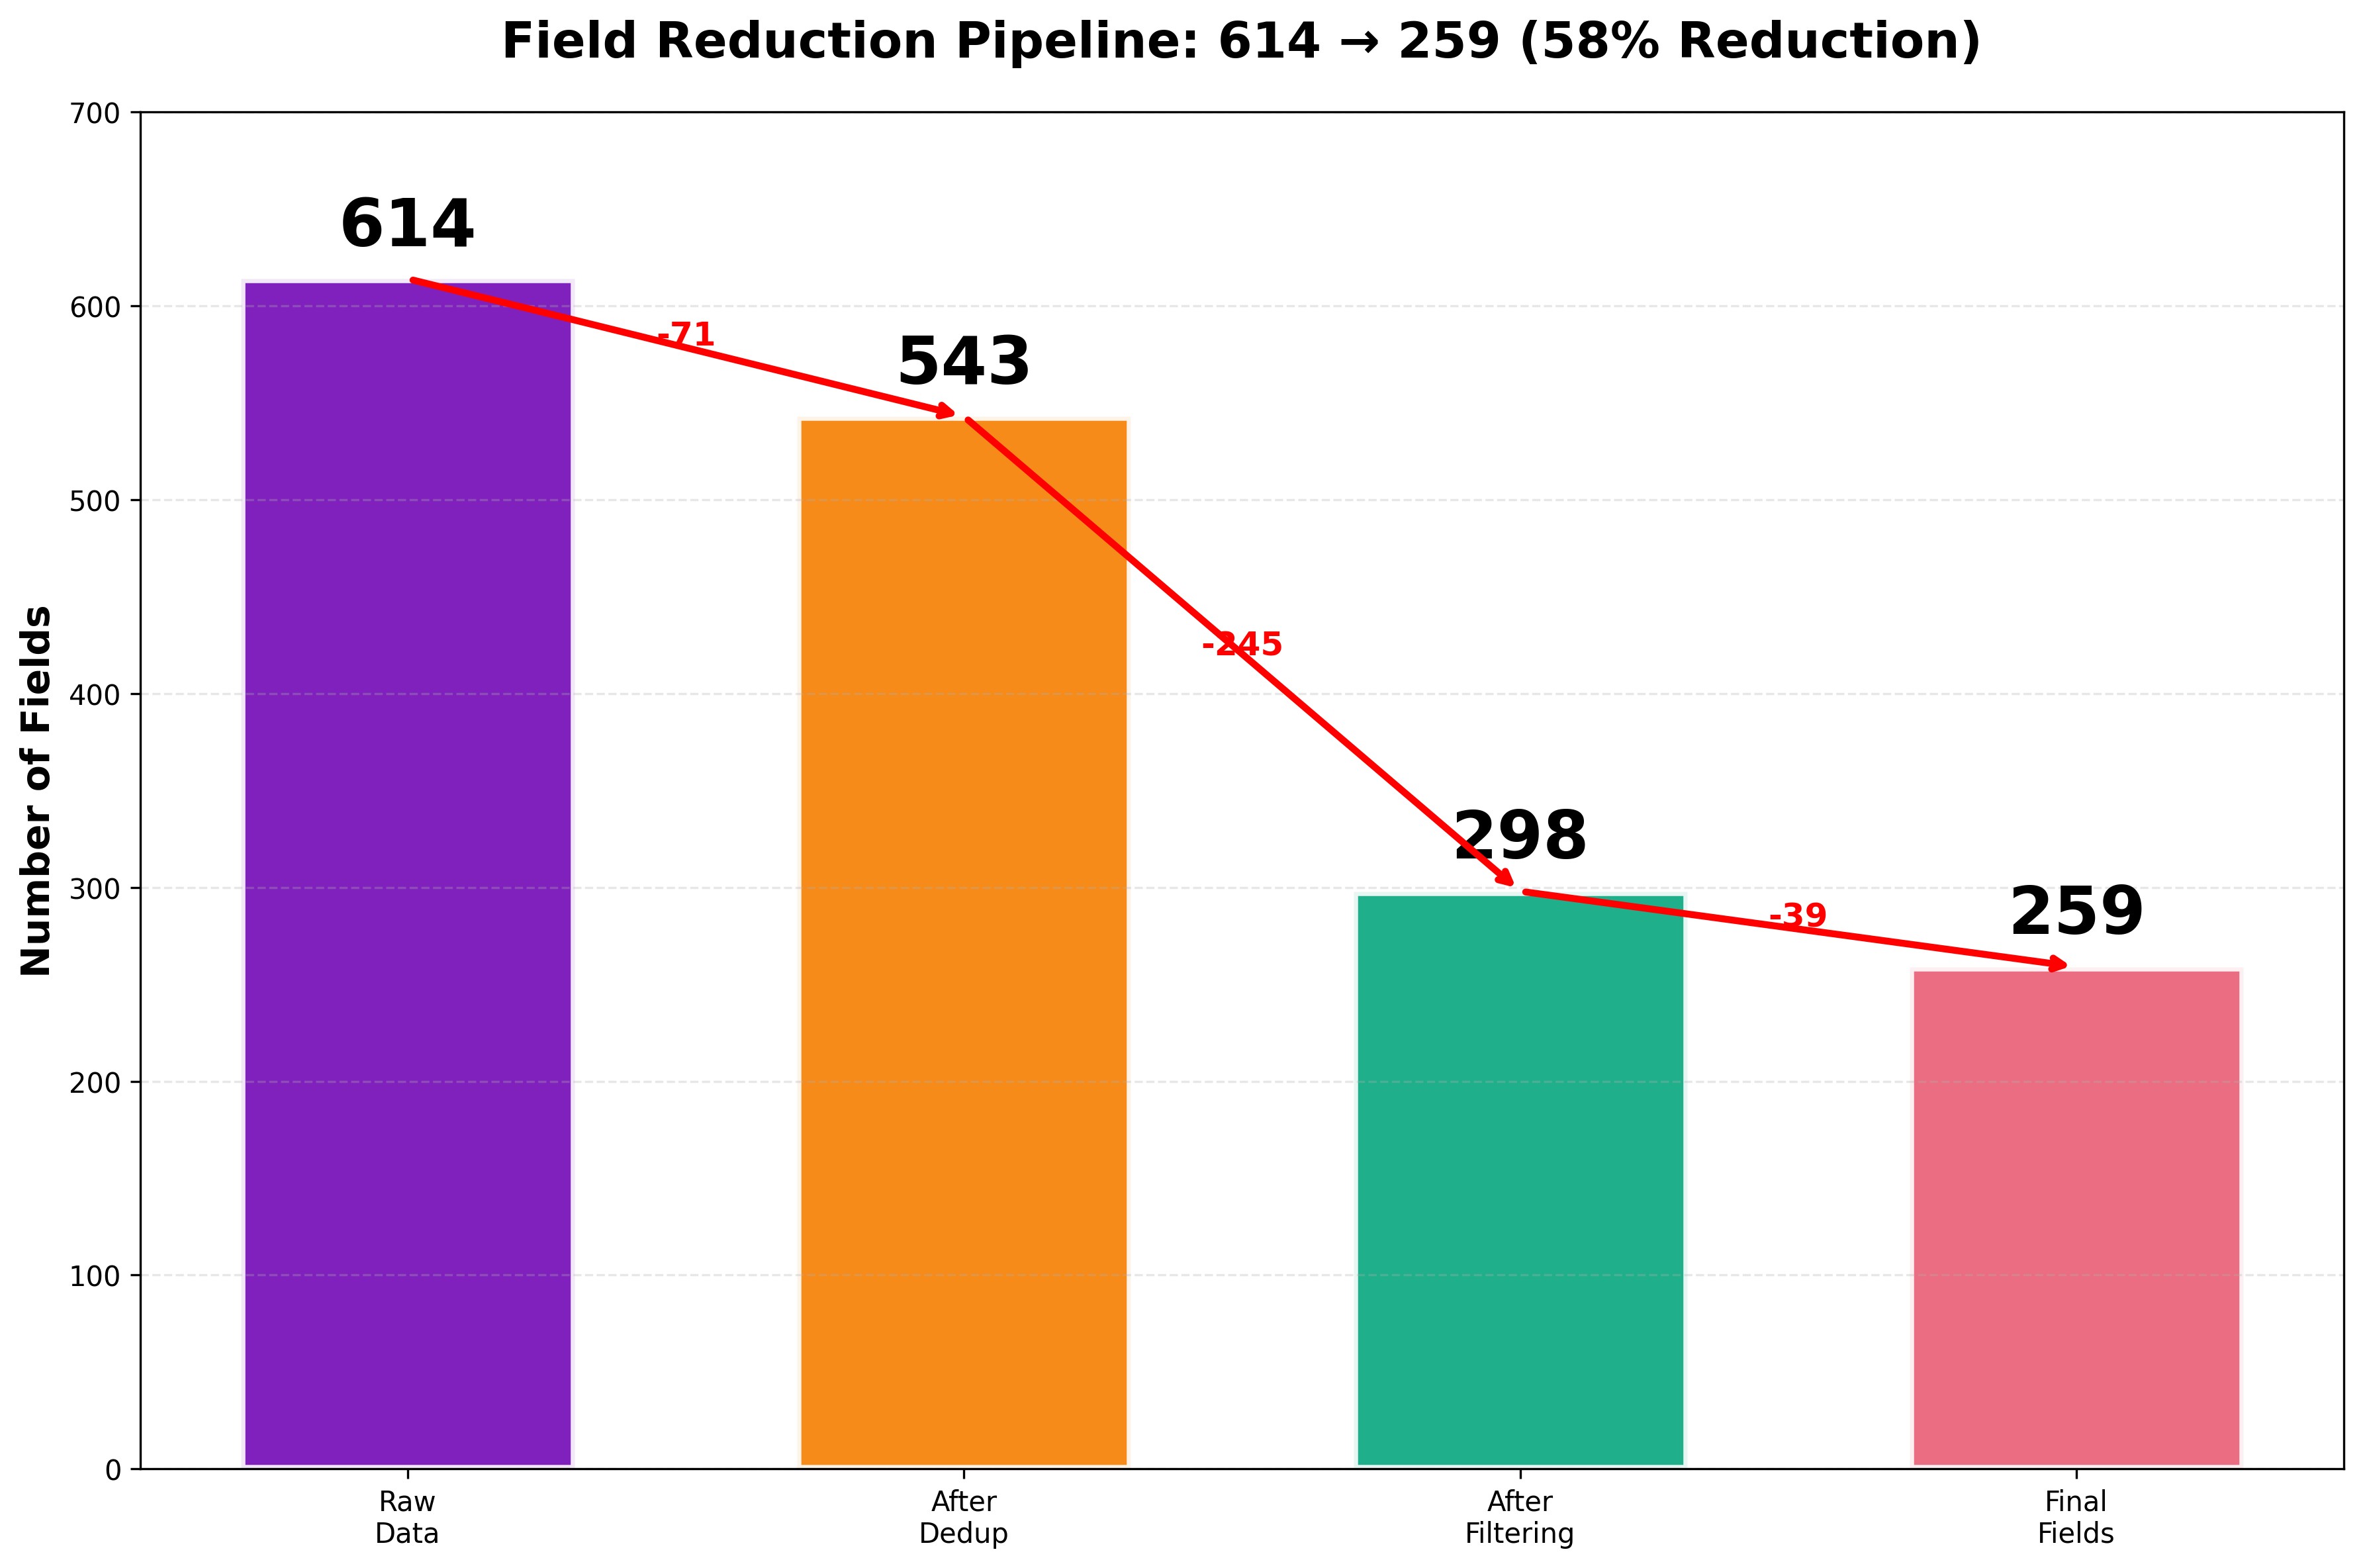 Field Reduction Pipeline: 614 → 259 (58% Reduction)
Number of Fields
700
600
500
400
300
200
100
0
614
-71
543
-245
298
-39
259
Raw
Data
After
Dedup
After
Filtering
Final
Fields